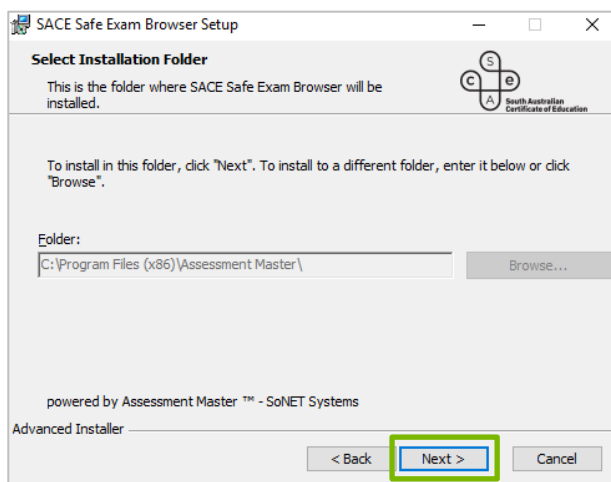 SACE Safe Exam Browser Setup
Select Installation Folder
This is the folder where SACE Safe Exam Browser will be
installed.
S
C e
A
South Australian
Certificate of Education
To install in this folder, click "Next". To install to a different folder, enter it below or click
"Browse".
Folder:
C:\Program Files (x86)\Assessment Master\
Browse...
powered by Assessment Master ™ - SoNET Systems
Advanced Installer
< Back
Next >
Cancel